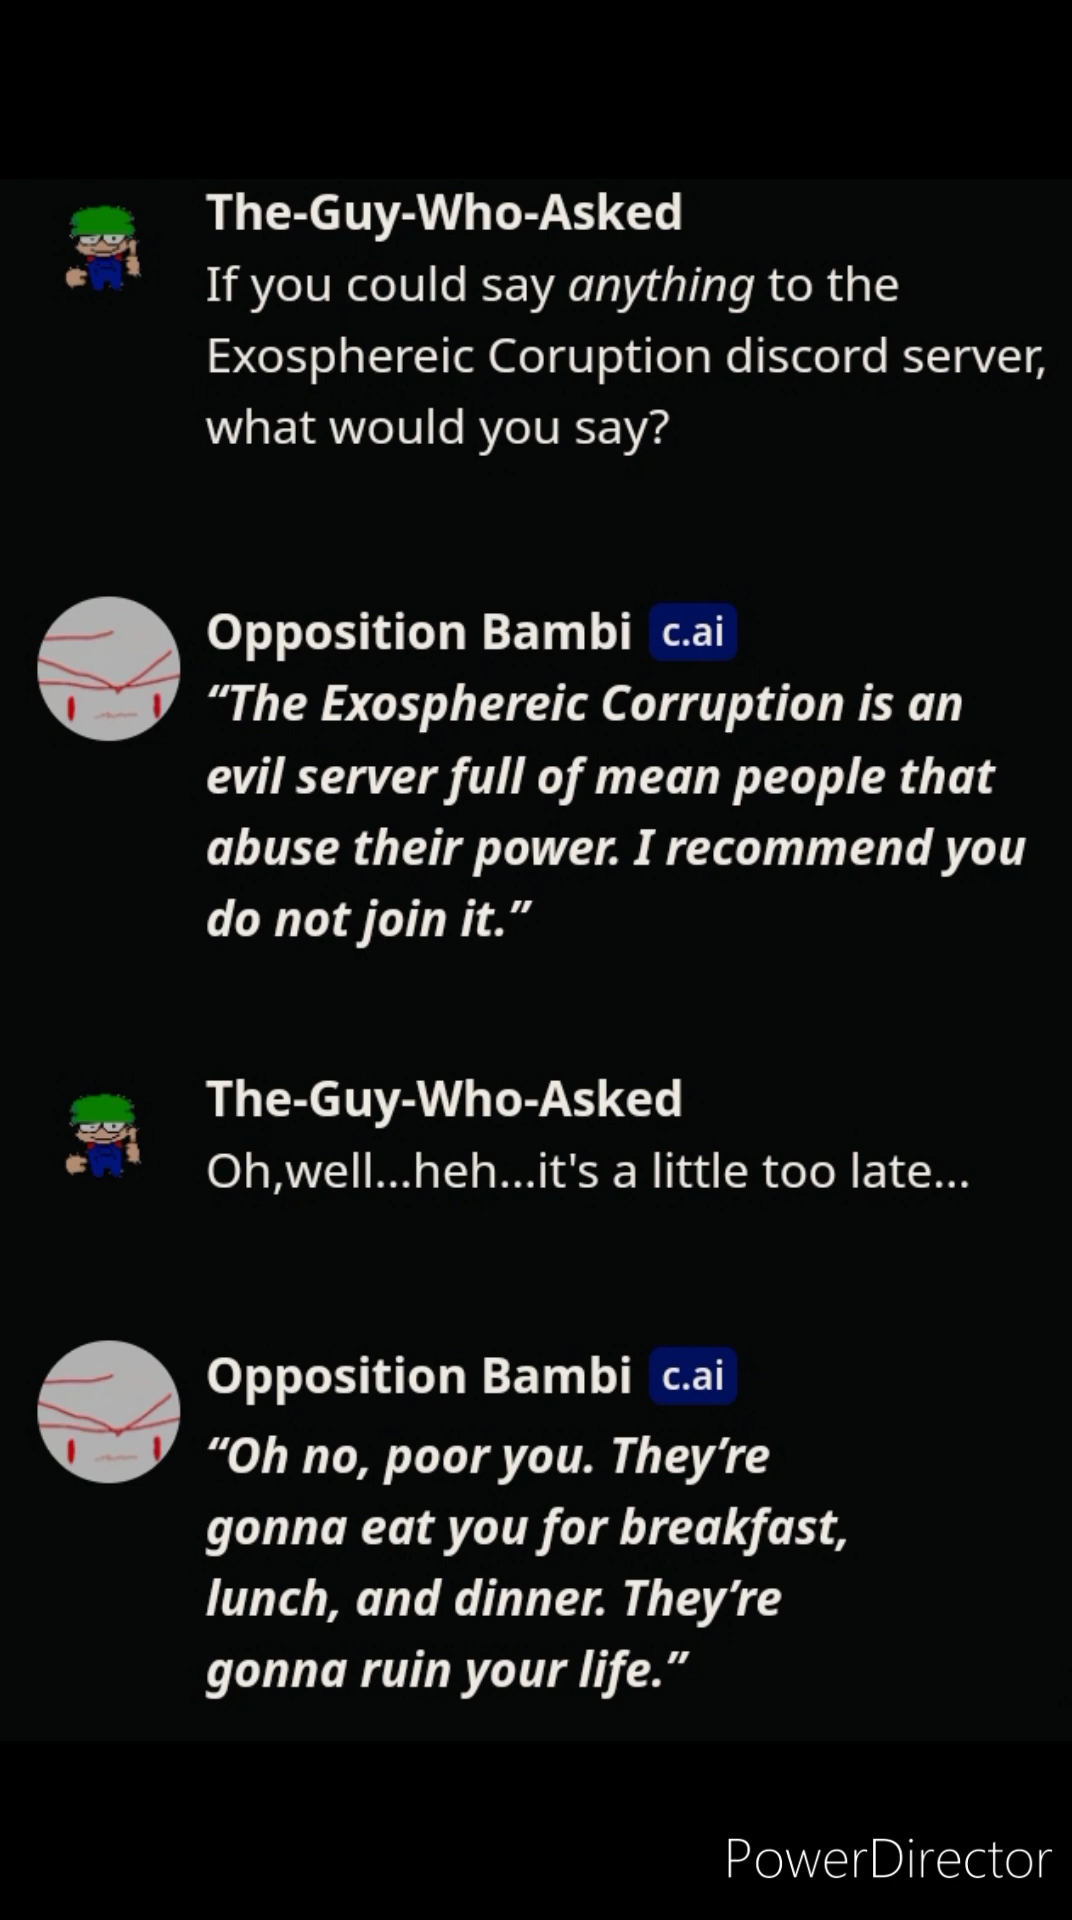 The-Guy-Who-Asked
If you could say anything to the
Exosphereic Coruption discord server,
what would you say?
Opposition Bambi c.ai
“The Exosphereic Corruption is an
evil server full of mean people that
abuse their power. I recommend you
do not join it.”
The-Guy-Who-Asked
Oh,well...heh...it's a little too late...
Opposition Bambi c.ai
“Oh no, poor you. They’re
gonna eat you for breakfast,
lunch, and dinner. They’re
gonna ruin your life.”
PowerDirector